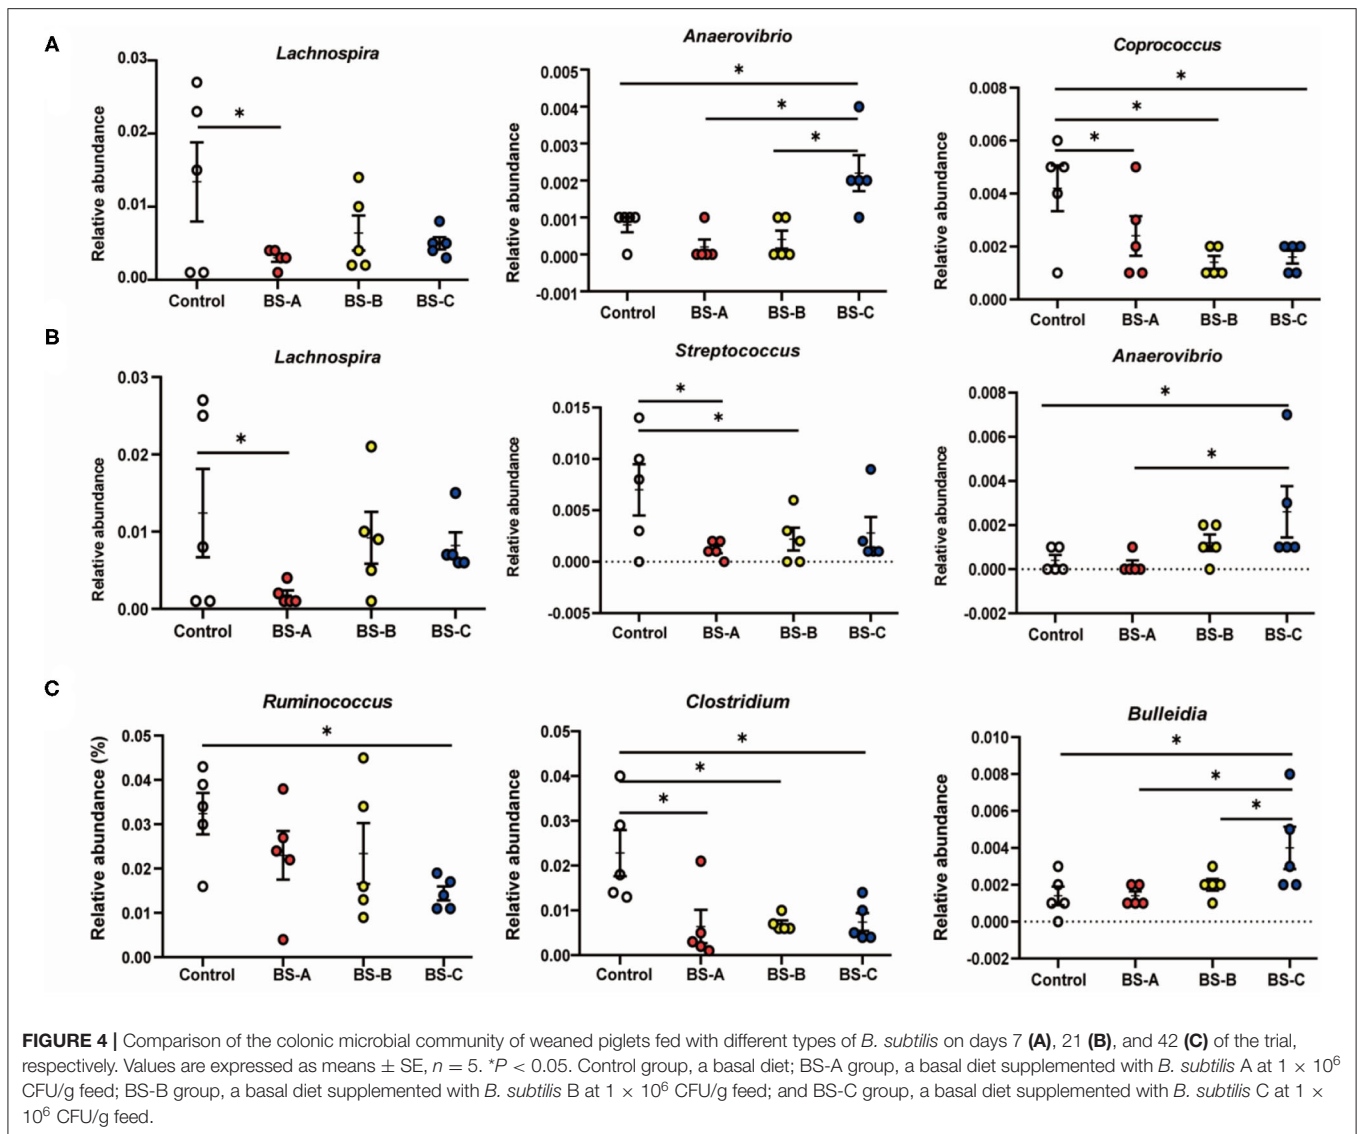 A
Lachnospira
Relative abundance
0.03
0.02
0.01
0.00
*
Control BS-A BS-B BS-C
Anaerovibrio
Relative abundance
0.005
0.004
0.003
0.002
0.001
0.000
-0.001
*
*
*
Control BS-A BS-B BS-C
Coprococcus
Relative abundance
0.008
0.006
0.004
0.002
0.000
*
*
*
Control BS-A BS-B BS-C
B
Lachnospira
Relative abundance
0.03
0.02
0.01
0.00
*
Control BS-A BS-B BS-C
Streptococcus
Relative abundance
0.015
0.010
0.005
0.000
-0.005
*
*
Control BS-A BS-B BS-C
Anaerovibrio
Relative abundance
0.008
0.006
0.004
0.002
0.000
-0.002
*
*
Control BS-A BS-B BS-C
C
Ruminococcus
Relative abundance (%)
0.05
0.04
0.03
0.02
0.01
0.00
*
Control BS-A BS-B BS-C
Clostridium
Relative abundance
0.05
0.04
0.03
0.02
0.01
0.00
*
*
*
Control BS-A BS-B BS-C
Bulleidia
Relative abundance
0.010
0.008
0.006
0.004
0.002
0.000
-0.002
*
*
*
Control BS-A BS-B BS-C
FIGURE 4 | Comparison of the colonic microbial community of weaned piglets fed with different types of B. subtilis on days 7 (A), 21 (B), and 42 (C) of the trial,
respectively. Values are expressed as means ± SE, n = 5. *P < 0.05. Control group, a basal diet; BS-A group, a basal diet supplemented with B. subtilis A at 1 × 10⁶
CFU/g feed; BS-B group, a basal diet supplemented with B. subtilis B at 1 × 10⁶ CFU/g feed; and BS-C group, a basal diet supplemented with B. subtilis C at 1 ×
10⁶ CFU/g feed.